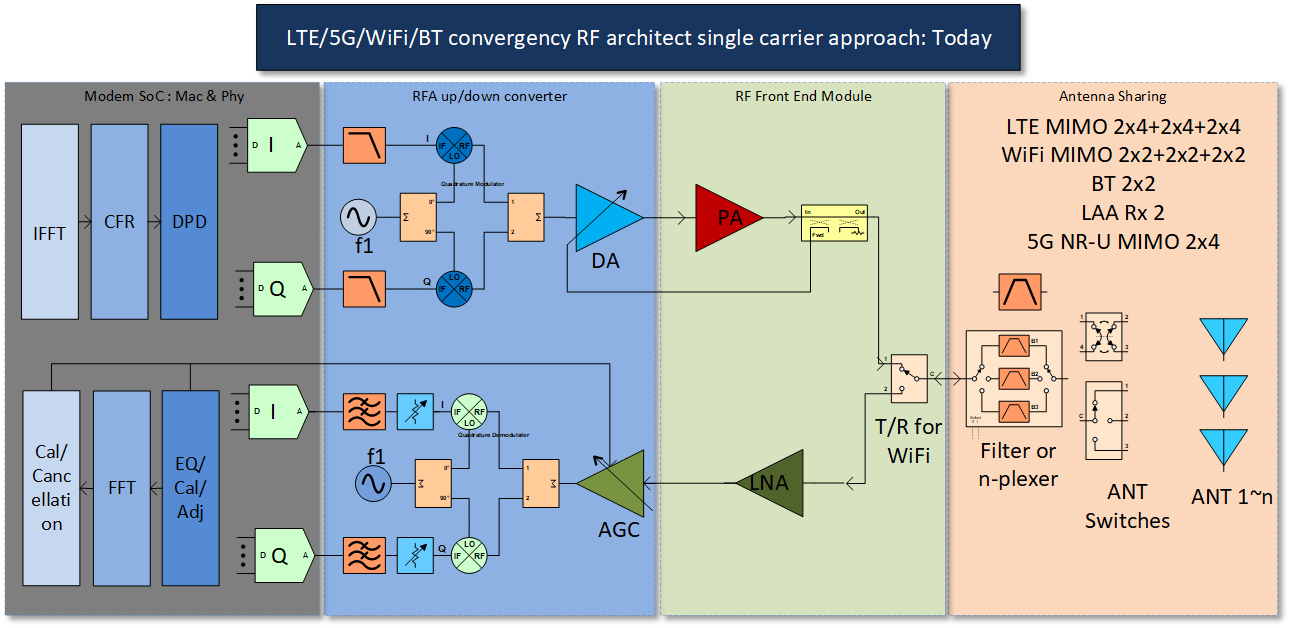 LTE/5G/WiFi/BT convergency RF architect single carrier approach: Today
Modem SoC : Mac & Phy
RFA up/down converter
RF Front End Module
Antenna Sharing
LTE MIMO 2x4+2x4+2x4
WiFi MIMO 2x2+2x2+2x2
BT 2x2
LAA Rx 2
5G NR-U MIMO 2x4
IFFT
CFR
DPD
D I A
D Q A
I
IF RF
LO
Quadrature Modulator
f1
Σ
0°
90°
1
2
Σ
Q
LO
IF RF
DA
PA
In Out
Fwd
1
2
C
T/R for
WiFi
B1
B2
B3
Filter or
n-plexer
1 2
4 3
C
1
2
3
ANT
Switches
ANT 1~n
Cal/
Canc
ellati
on
FFT
EQ/
Cal/
Adj
D I A
D Q A
I
IF RF
LO
Quadrature Demodulator
f1
Σ
0°
90°
1
2
Σ
Q
LO
IF RF
AGC
LNA